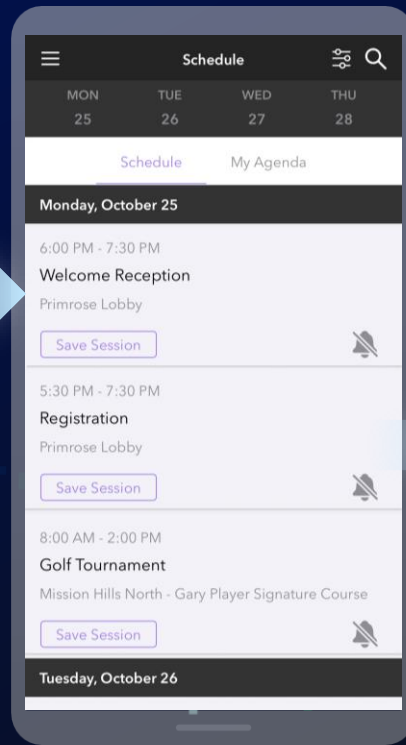 Schedule
MON TUE WED THU
25 26 27 28
Schedule My Agenda
Monday, October 25
6:00 PM - 7:30 PM
Welcome Reception
Primrose Lobby
Save Session
5:30 PM - 7:30 PM
Registration
Primrose Lobby
Save Session
8:00 AM - 2:00 PM
Golf Tournament
Mission Hills North - Gary Player Signature Course
Save Session
Tuesday, October 26